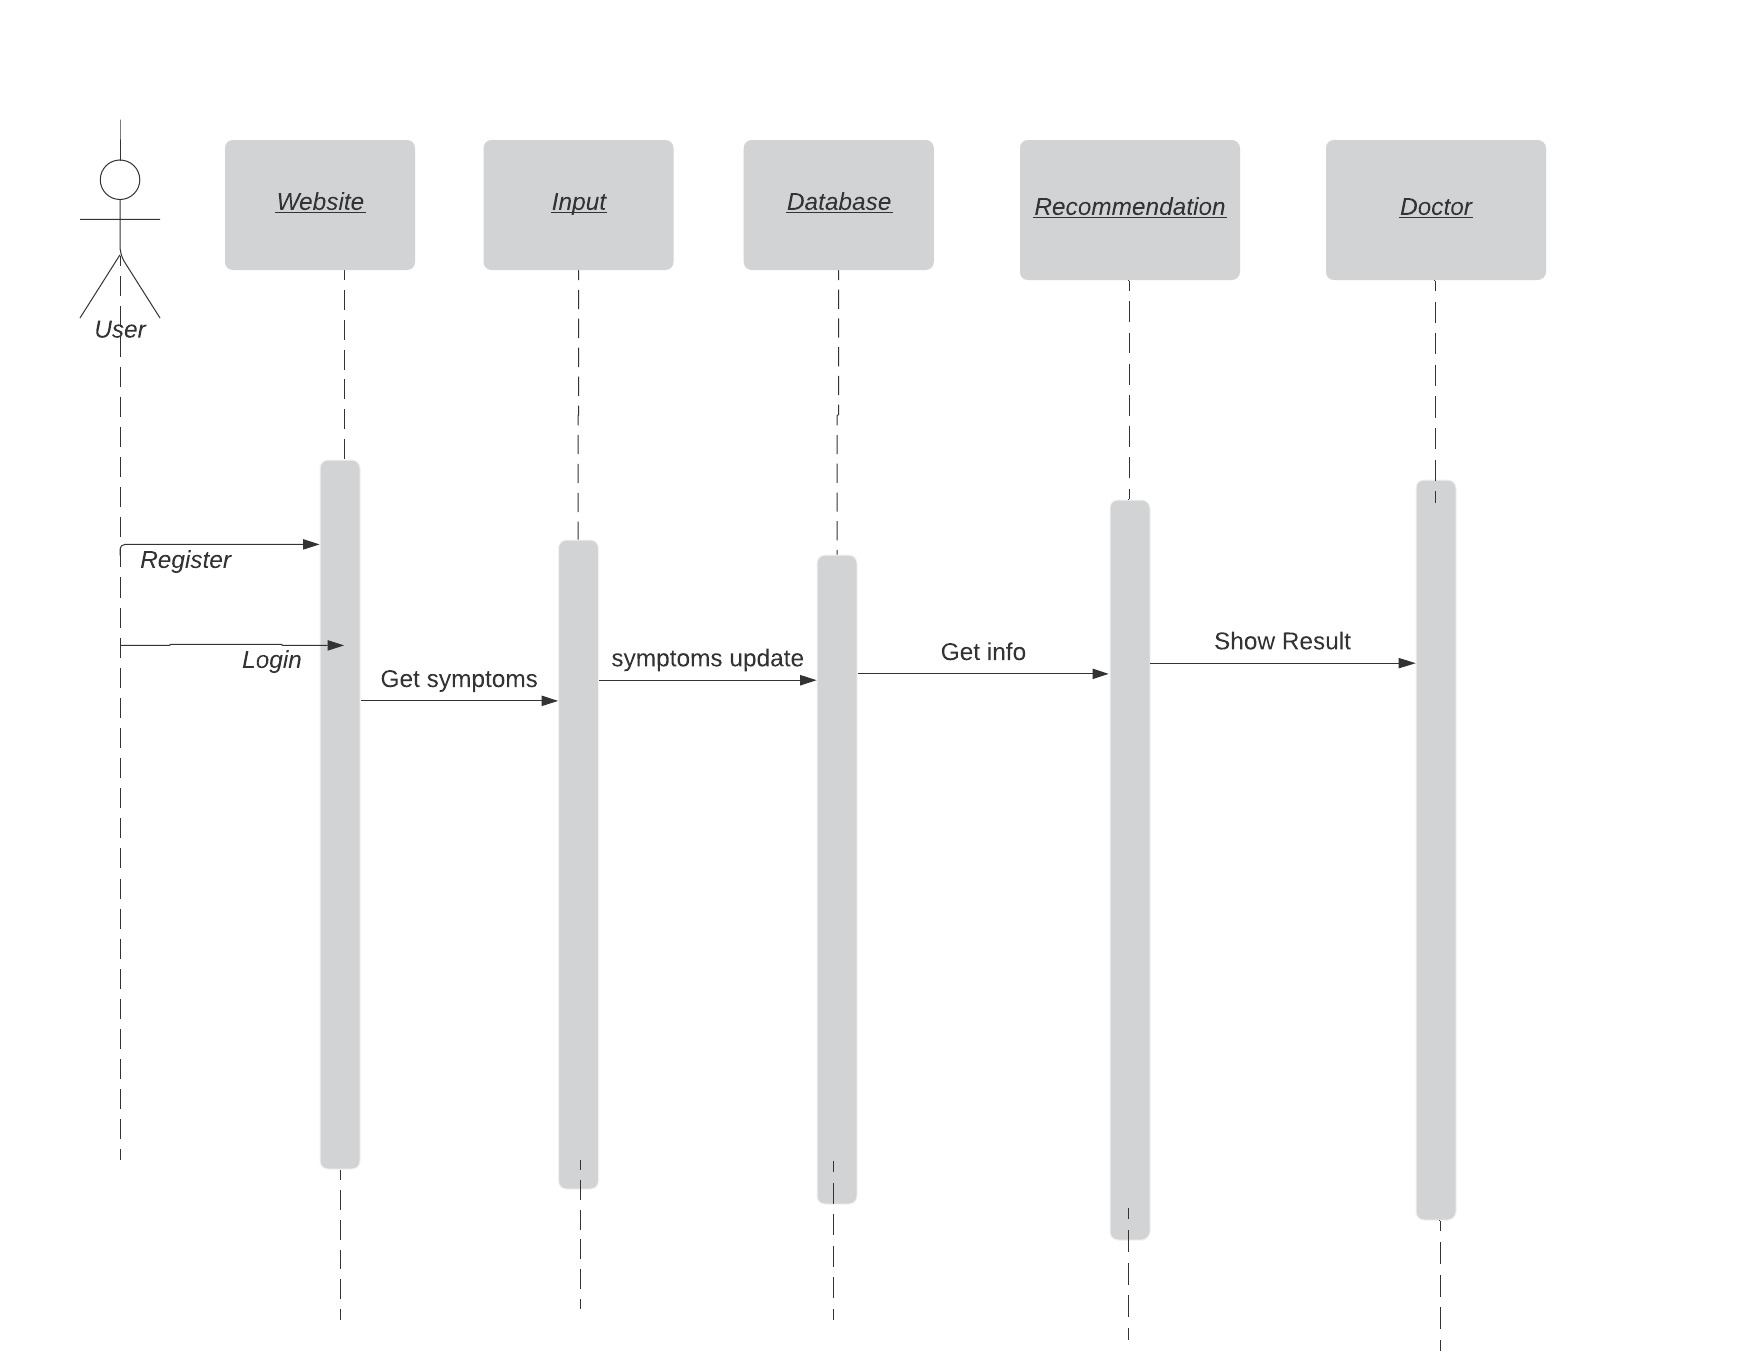 Website
Input
Database
Recommendation
Doctor
User
Register
Login
Get symptoms
symptoms update
Get info
Show Result